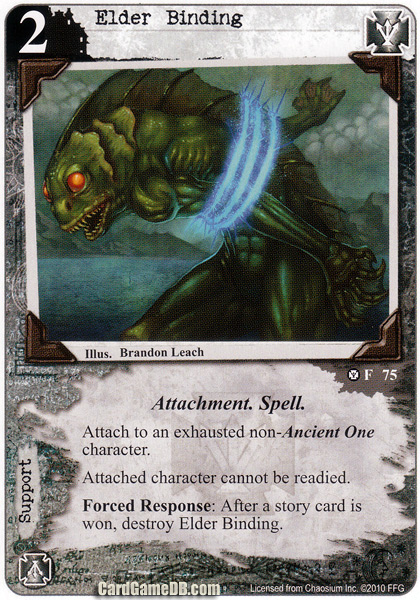 2
Elder Binding
Illus. Brandon Leach
F 75
Attachment. Spell.
Attach to an exhausted non-Ancient One
character.
Attached character cannot be readied.
Forced Response: After a story card is
won, destroy Elder Binding.
Support
CardGameDB.com
Licensed from Chaosium Inc. ©2010 FFG